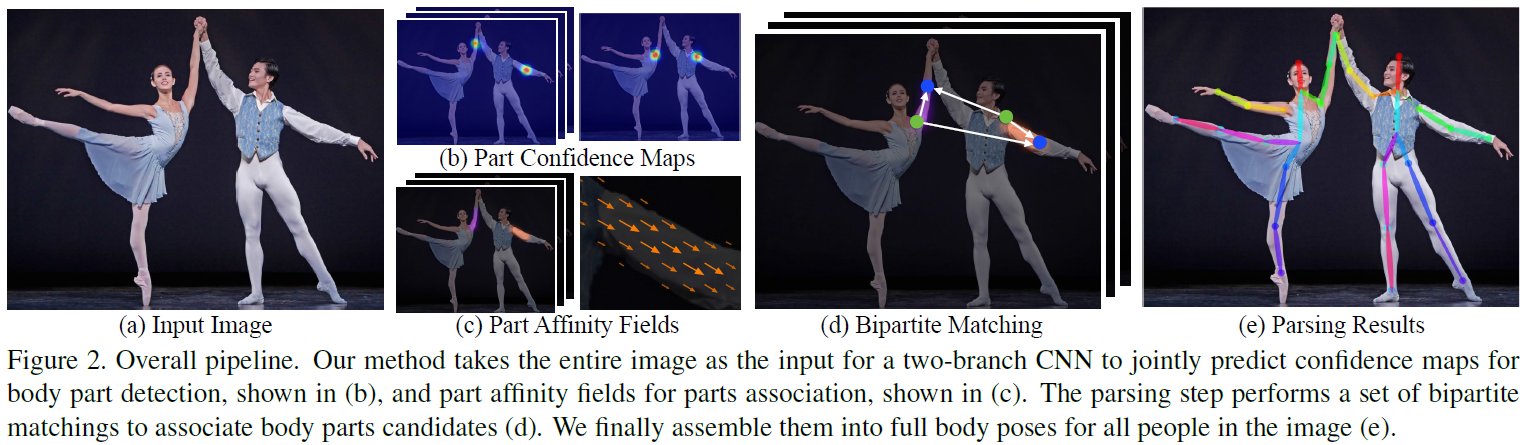 (a) Input Image
(b) Part Confidence Maps
(c) Part Affinity Fields
(d) Bipartite Matching
(e) Parsing Results
Figure 2. Overall pipeline. Our method takes the entire image as the input for a two-branch CNN to jointly predict confidence maps for
body part detection, shown in (b), and part affinity fields for parts association, shown in (c). The parsing step performs a set of bipartite
matchings to associate body parts candidates (d). We finally assemble them into full body poses for all people in the image (e).